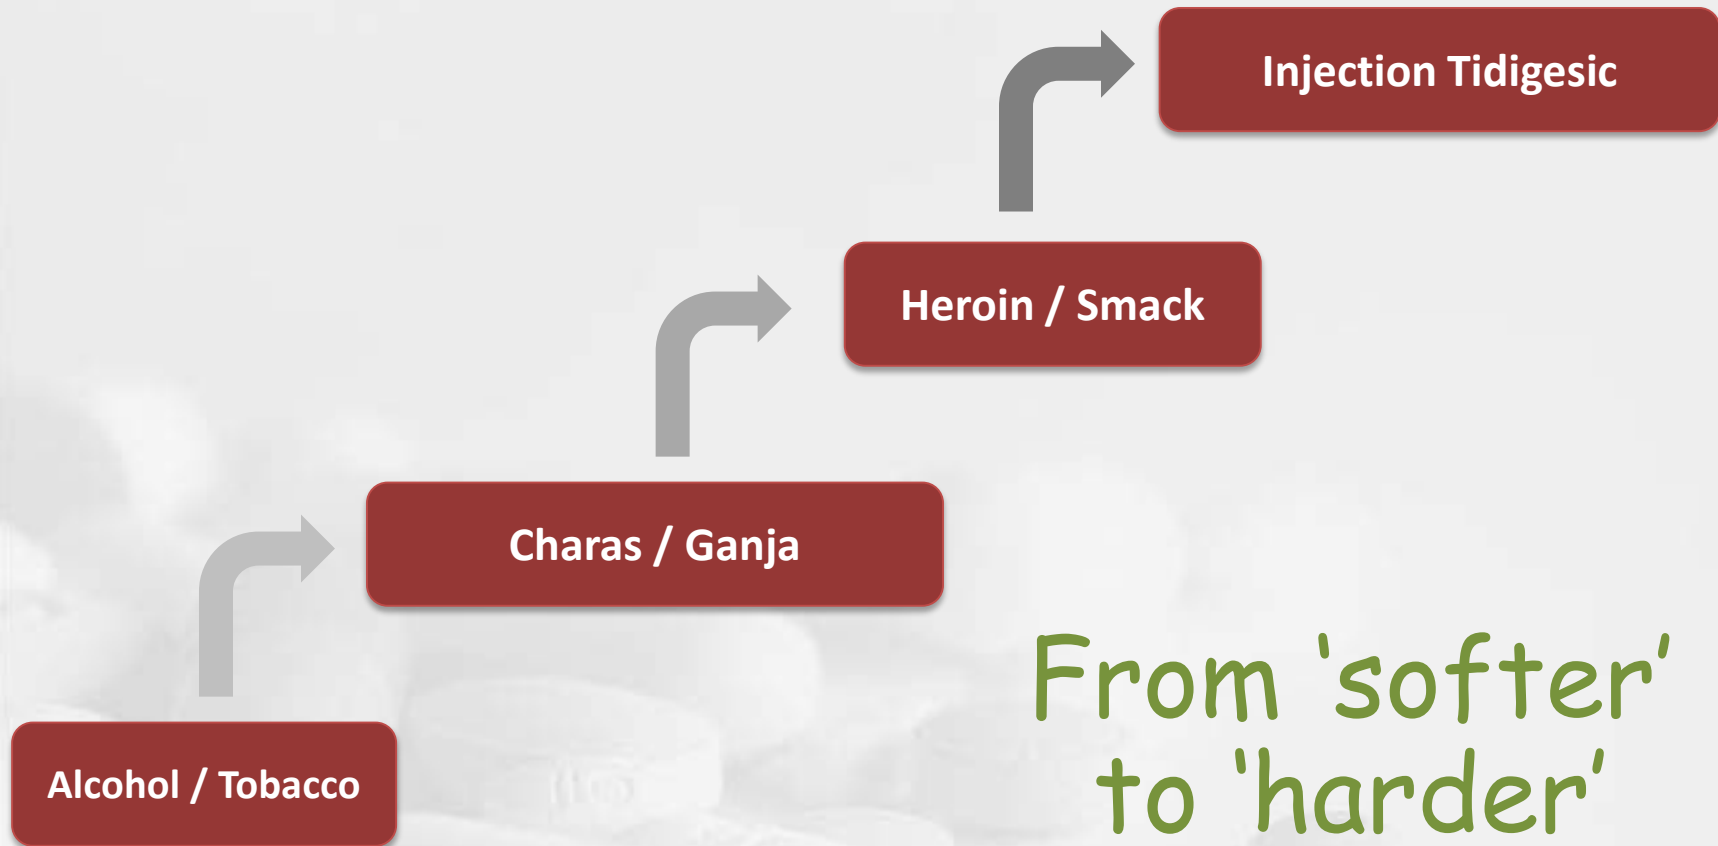 Injection Tidigesic
Heroin / Smack
Charas / Ganja
Alcohol / Tobacco
From ‘softer’
to ‘harder’